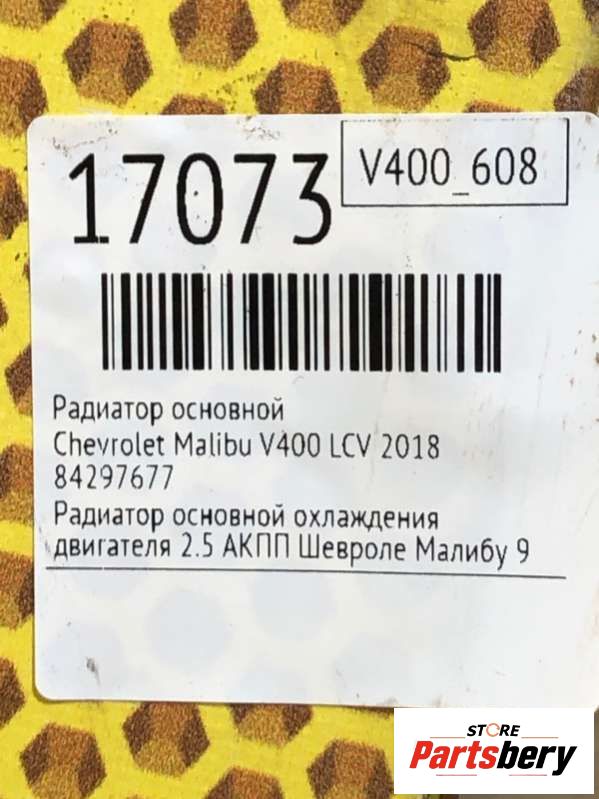 17073
V400_608
Радиатор основной
Chevrolet Malibu V400 LCV 2018
84297677
Радиатор основной охлаждения
двигателя 2.5 АКПП Шевроле Малибу 9
STORE
Partsbery